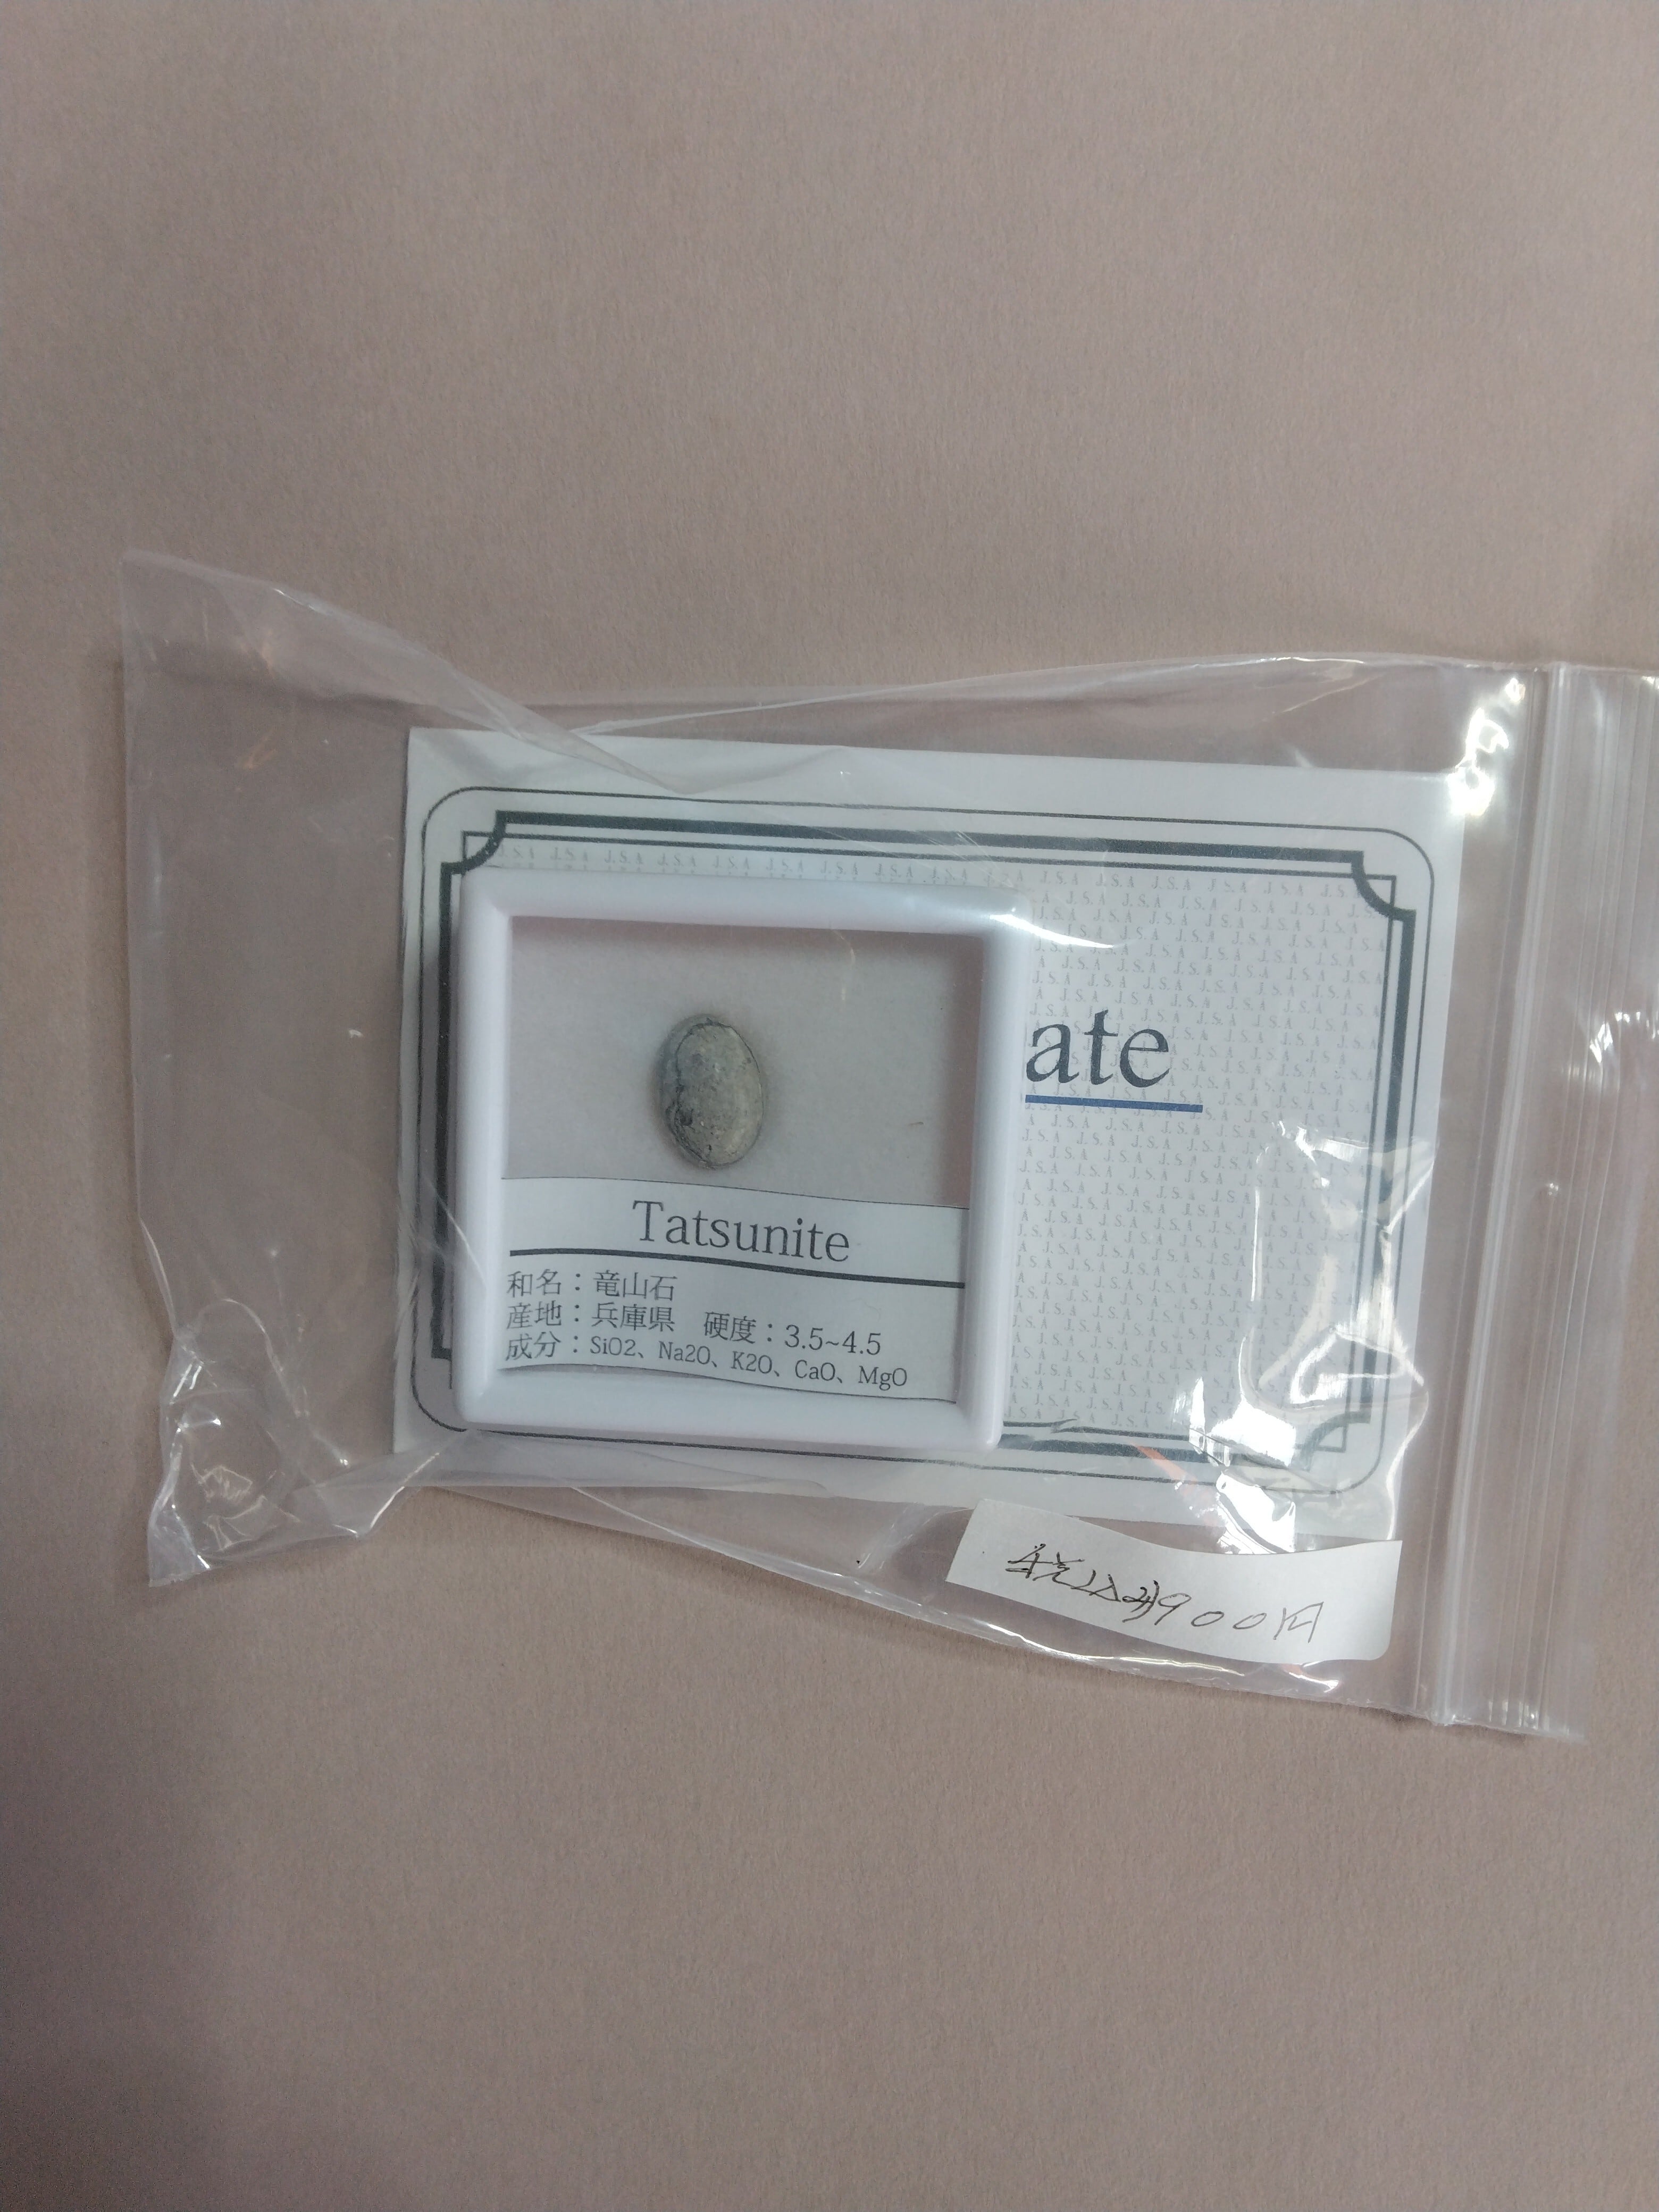 ate
Tatsunite
和名：竜山石
産地：兵庫県　硬度：3.5~4.5
成分：SiO2、Na2O、K2O、CaO、MgO
900円